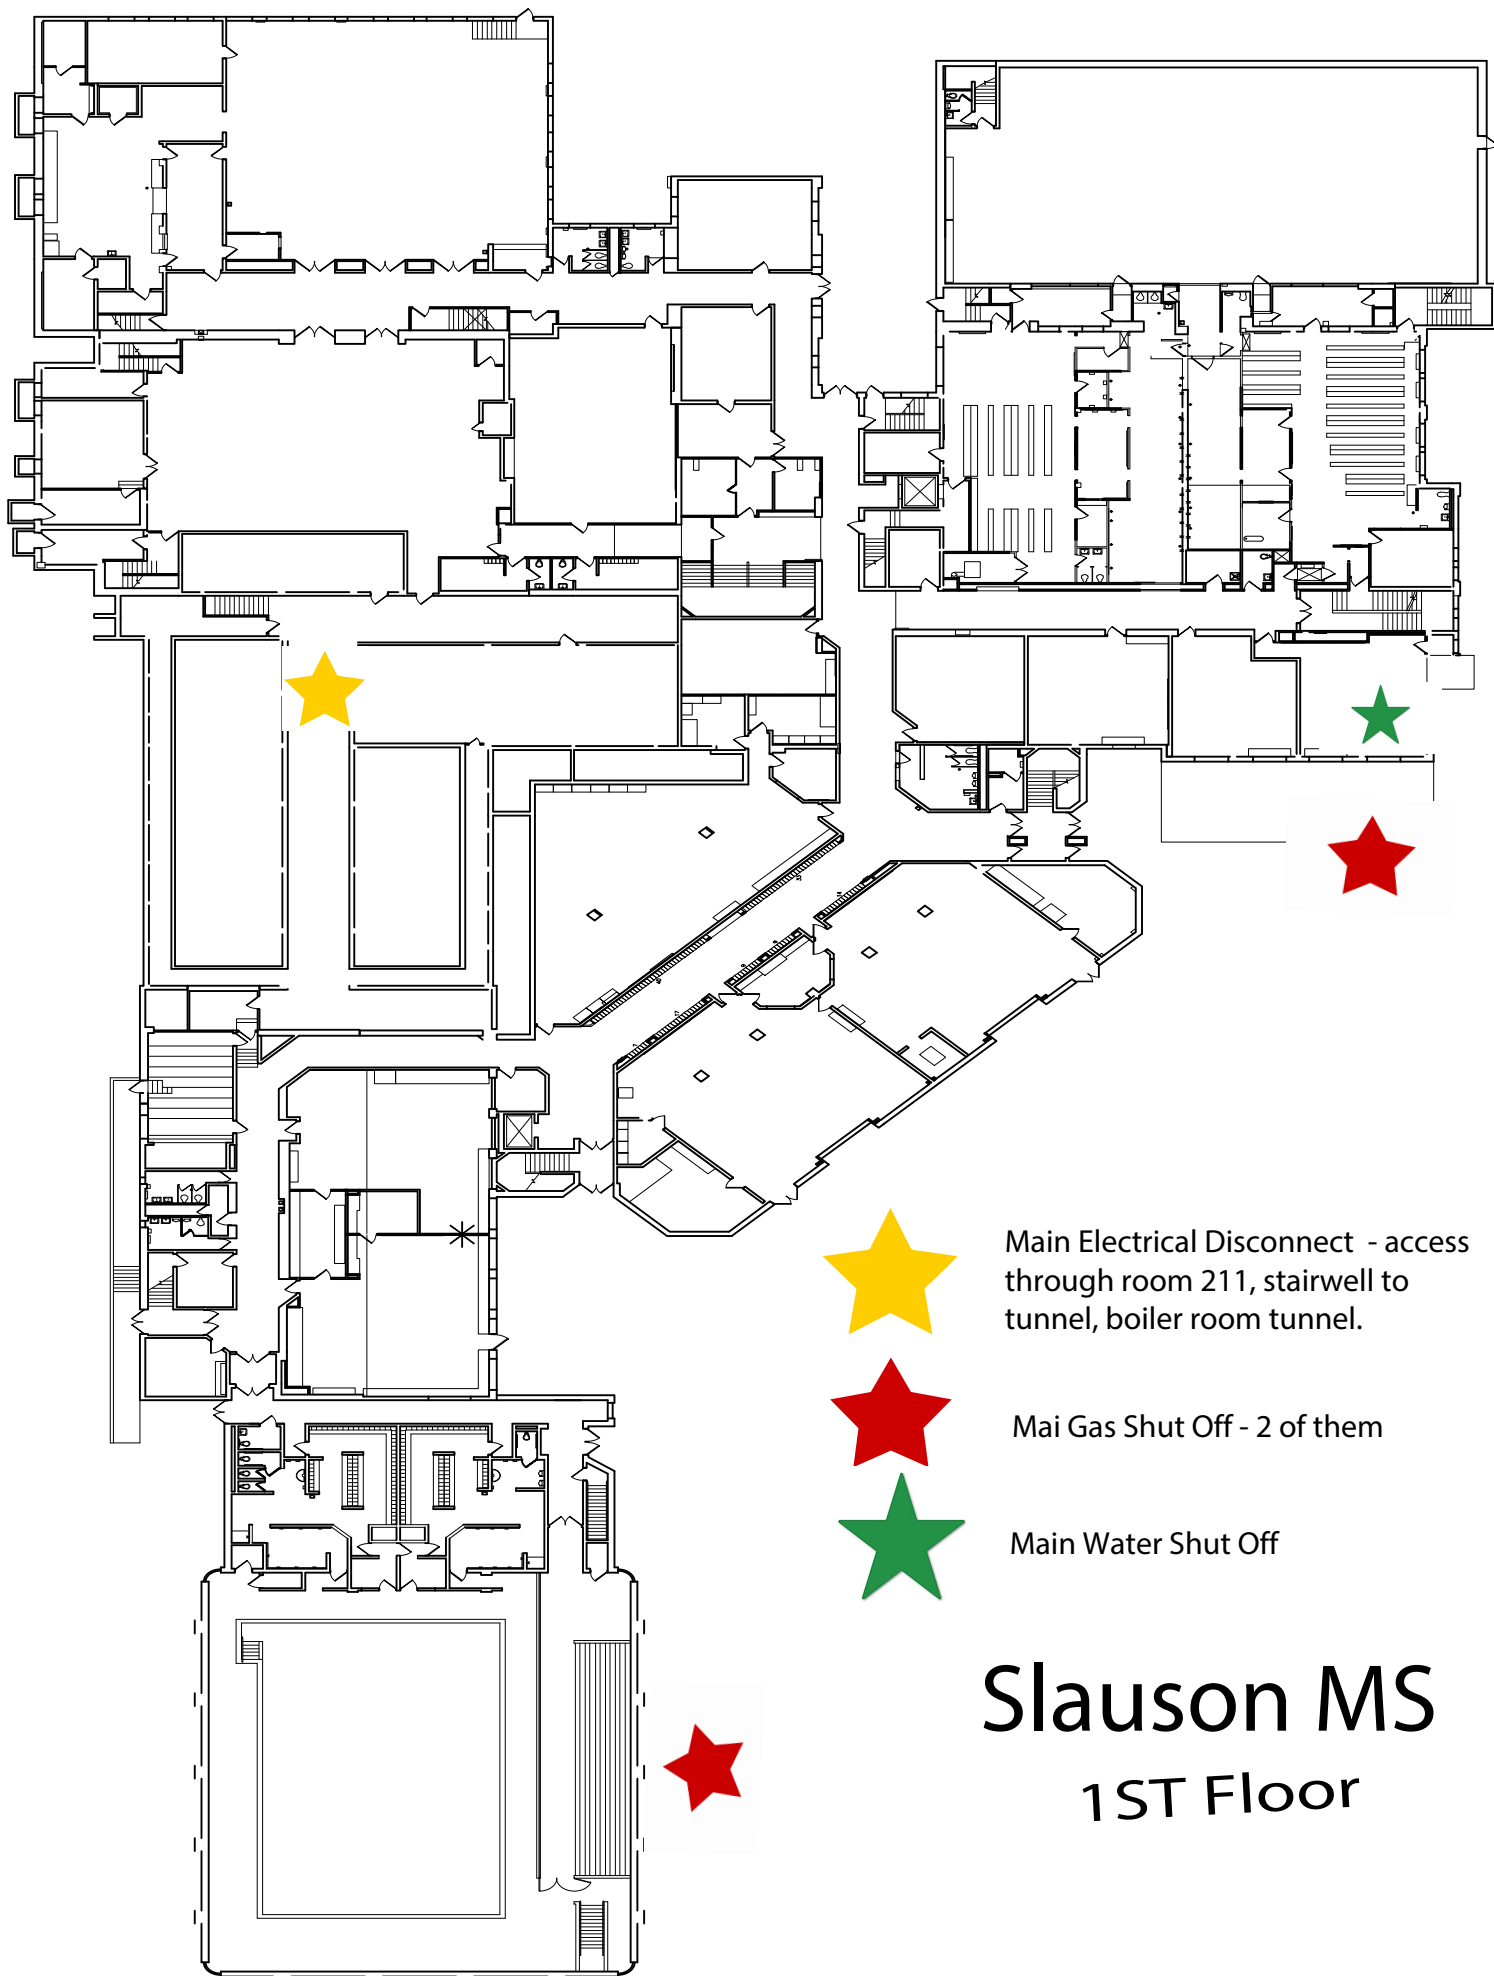 Main Electrical Disconnect - access
through room 211, stairwell to
tunnel, boiler room tunnel.
Mai Gas Shut Off - 2 of them
Main Water Shut Off
Slauson MS
1ST Floor